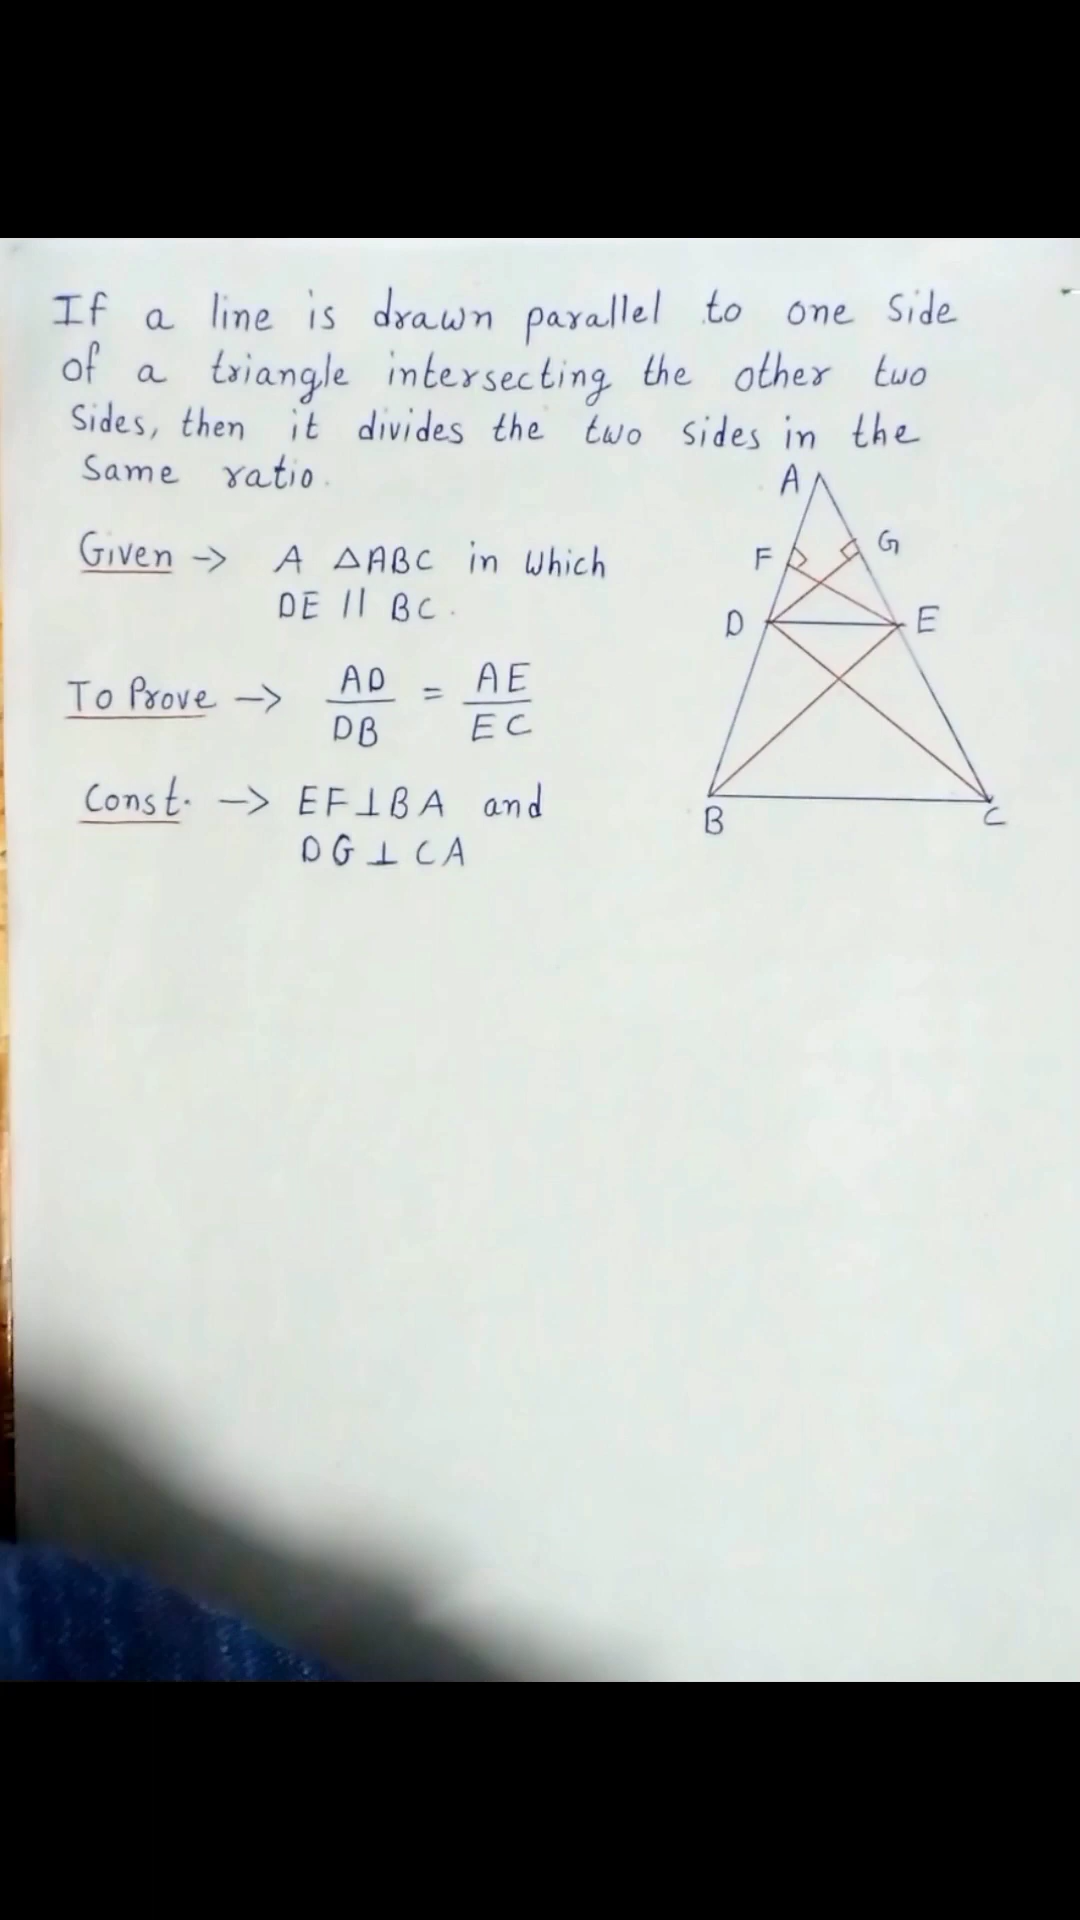 If a line is drawn parallel to one Side
of a triangle intersecting the other two
Sides, then it divides the two sides in the
Same ratio.
Given → A △ABC in which
DE || BC.
To Prove → AD/DB = AE/EC
Const. → EF⊥BA and
DG ⊥ CA
A
F
G
D
E
B
C